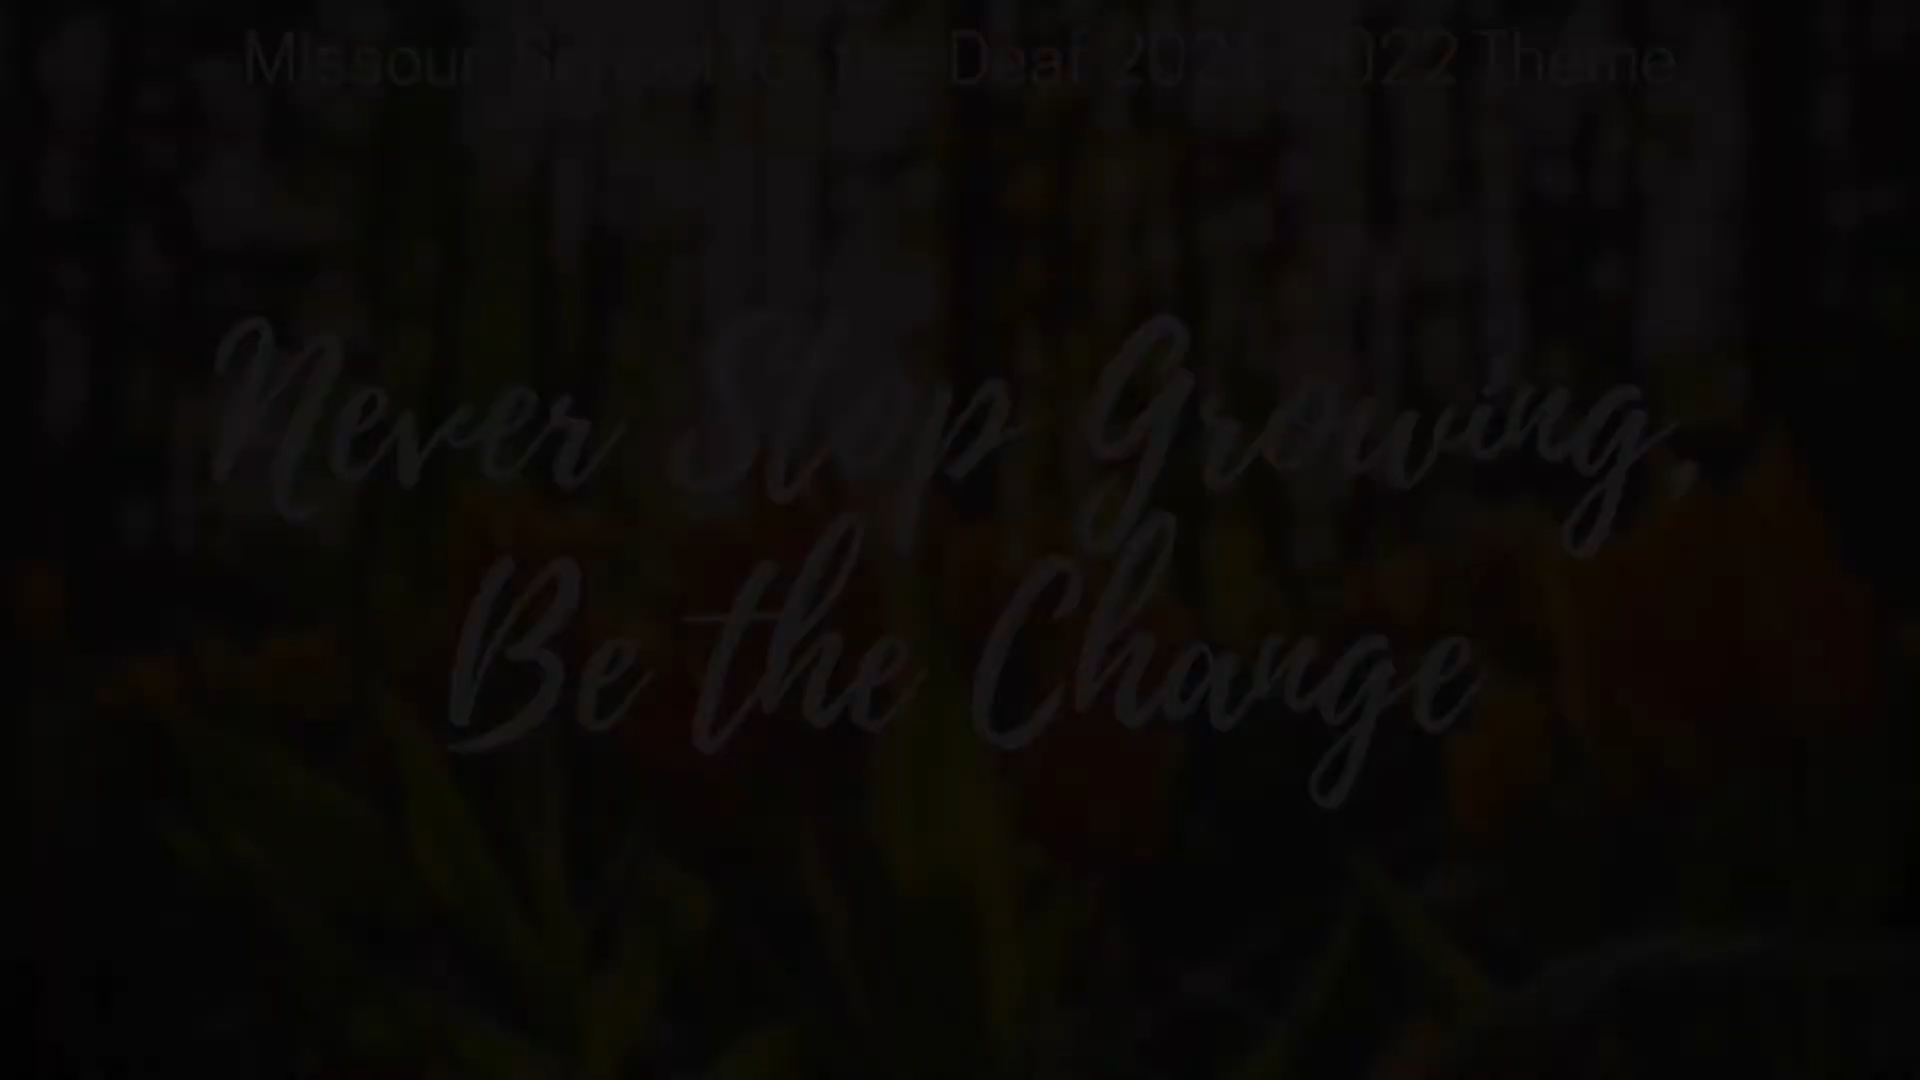 MIssouri School for the Deaf 2021-2022 Theme
Never Stop Growing,
Be the Change